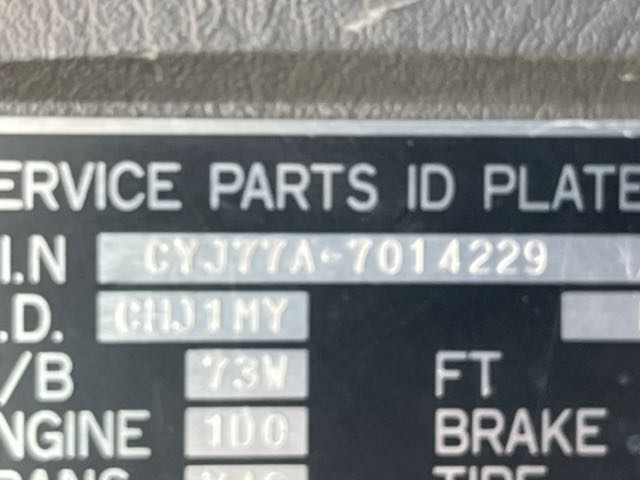 ERVICE PARTS ID PLATE
I.N CYJ77A-7014229
.D. CHJ1MY
/B 73W FT
NGINE 1D0 BRAKE